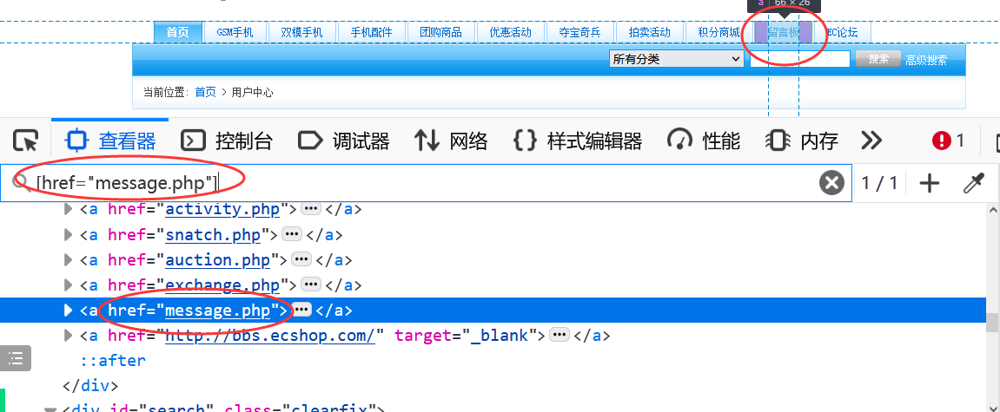 a 66 × 26
首页 GSM手机 双模手机 手机配件 团购商品 优惠活动 夺宝奇兵 拍卖活动 积分商城 留言板 EC论坛
所有分类 搜索 高级搜索
当前位置: 首页 > 用户中心
查看器 控制台 调试器 网络 {} 样式编辑器 性能 内存 1
[href="message.php"] 1 / 1
<a href="activity.php">…</a>
<a href="snatch.php">…</a>
<a href="auction.php">…</a>
<a href="exchange.php">…</a>
<a href="message.php">…</a>
<a href="http://bbs.ecshop.com/" target="_blank">…</a>
::after
</div>
<div id="search" class="clearfix">